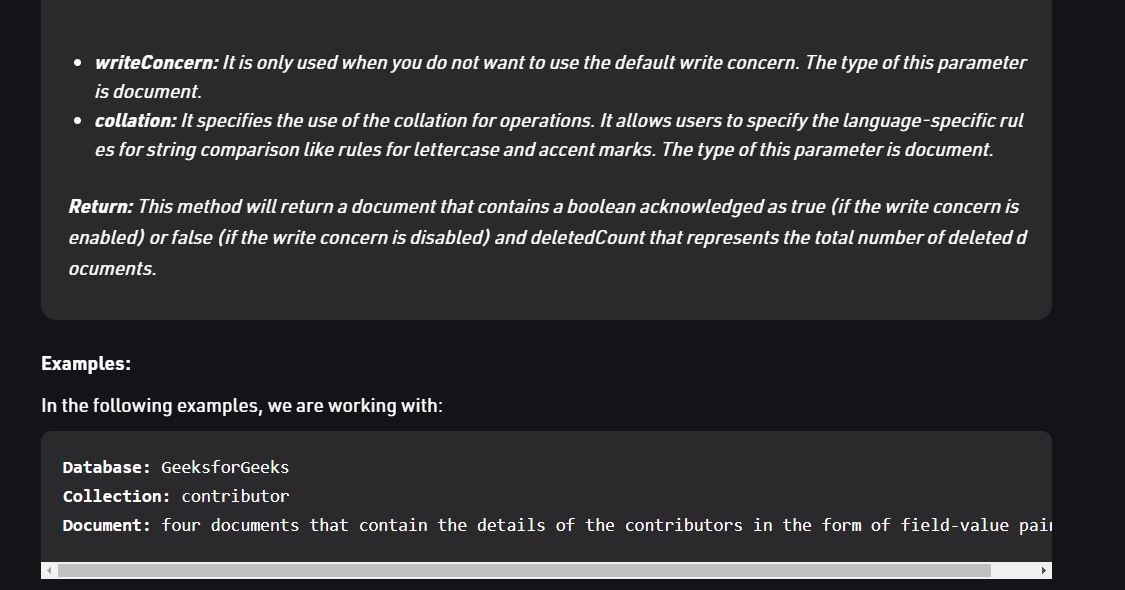 writeConcern: It is only used when you do not want to use the default write concern. The type of this parameter
is document.
collation: It specifies the use of the collation for operations. It allows users to specify the language-specific rul
es for string comparison like rules for lettercase and accent marks. The type of this parameter is document.
Return: This method will return a document that contains a boolean acknowledged as true (if the write concern is
enabled) or false (if the write concern is disabled) and deletedCount that represents the total number of deleted d
ocuments.
Examples:
In the following examples, we are working with:
Database: GeeksforGeeks
Collection: contributor
Document: four documents that contain the details of the contributors in the form of field-value